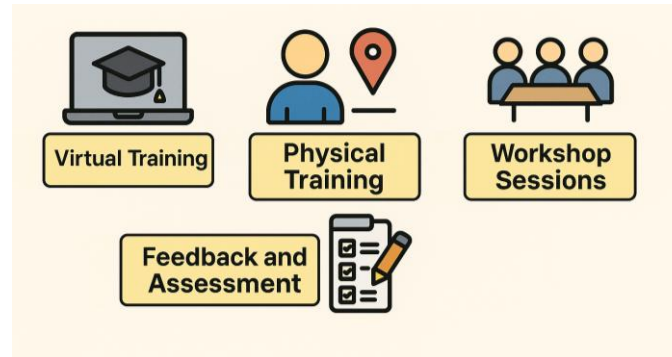 Virtual Training
Physical
Training
Workshop
Sessions
Feedback and
Assessment